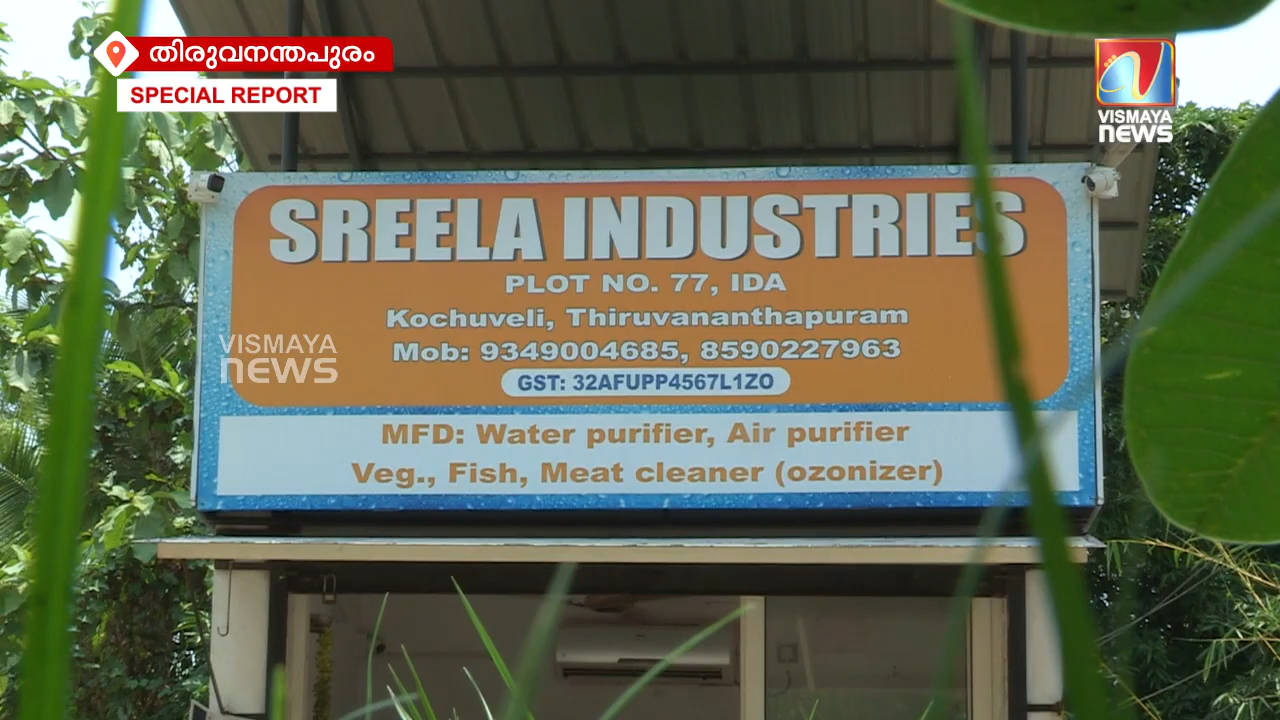 തിരുവനന്തപുരം
SPECIAL REPORT
VISMAYA
news
SREELA INDUSTRIES
PLOT NO. 77, IDA
Kochuveli, Thiruvananthapuram
Mob: 9349004685, 8590227963
GST: 32AFUPP4567L1ZO
VISMAYA
news
MFD: Water purifier, Air purifier
Veg., Fish, Meat cleaner (ozonizer)